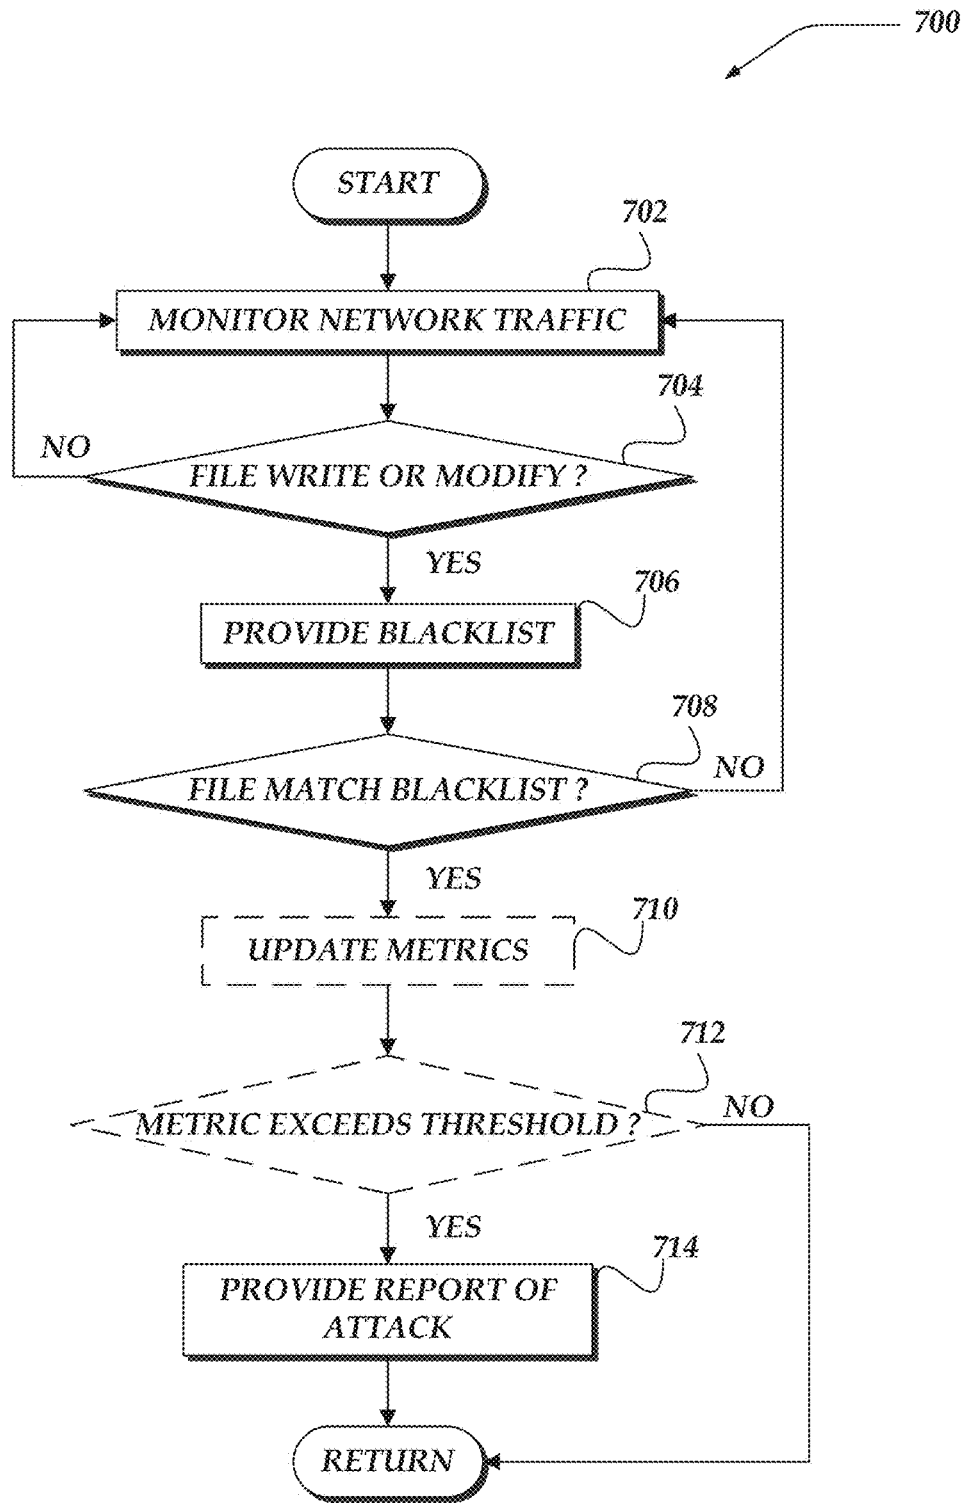 700
START
702
MONITOR NETWORK TRAFFIC
704
NO
FILE WRITE OR MODIFY ?
YES
706
PROVIDE BLACKLIST
708
NO
FILE MATCH BLACKLIST ?
YES
710
UPDATE METRICS
712
NO
METRIC EXCEEDS THRESHOLD ?
YES
714
PROVIDE REPORT OF
ATTACK
RETURN